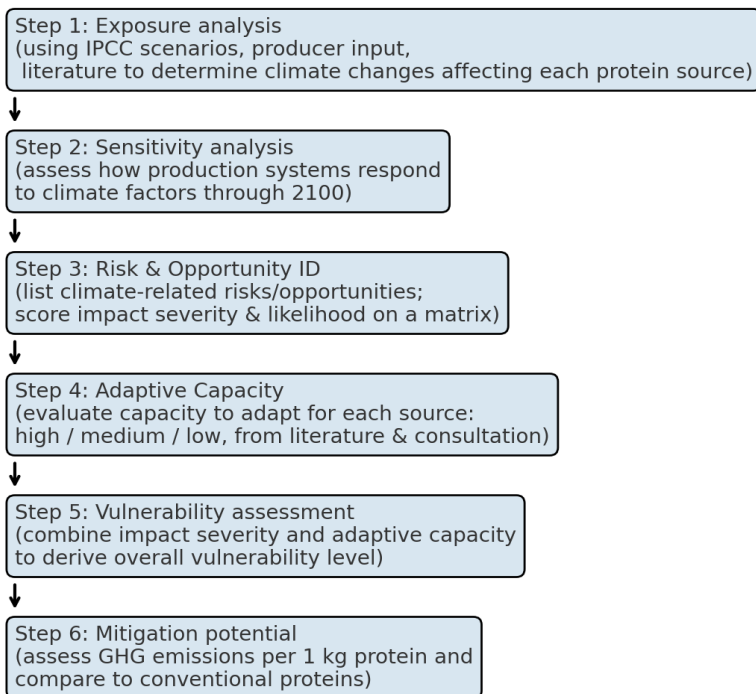 Step 1: Exposure analysis
(using IPCC scenarios, producer input,
literature to determine climate changes affecting each protein source)
Step 2: Sensitivity analysis
(assess how production systems respond
to climate factors through 2100)
Step 3: Risk & Opportunity ID
(list climate-related risks/opportunities;
score impact severity & likelihood on a matrix)
Step 4: Adaptive Capacity
(evaluate capacity to adapt for each source:
high / medium / low, from literature & consultation)
Step 5: Vulnerability assessment
(combine impact severity and adaptive capacity
to derive overall vulnerability level)
Step 6: Mitigation potential
(assess GHG emissions per 1 kg protein and
compare to conventional proteins)